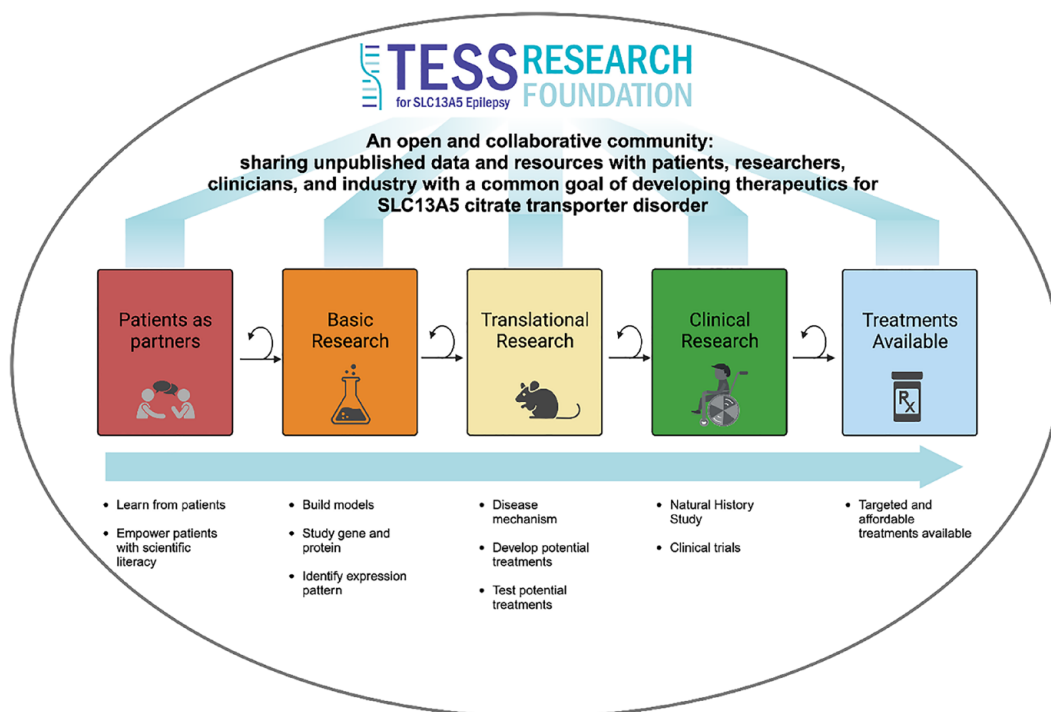 TESS RESEARCH
for SLC13A5 Epilepsy FOUNDATION
An open and collaborative community:
sharing unpublished data and resources with patients, researchers,
clinicians, and industry with a common goal of developing therapeutics for
SLC13A5 citrate transporter disorder
Patients as
partners
Basic
Research
Translational
Research
Clinical
Research
Treatments
Available
Rx
• Learn from patients
• Empower patients
with scientific
literacy
• Build models
• Study gene and
protein
• Identify expression
pattern
• Disease
mechanism
• Develop potential
treatments
• Test potential
treatments
• Natural History
Study
• Clinical trials
• Targeted and
affordable
treatments available